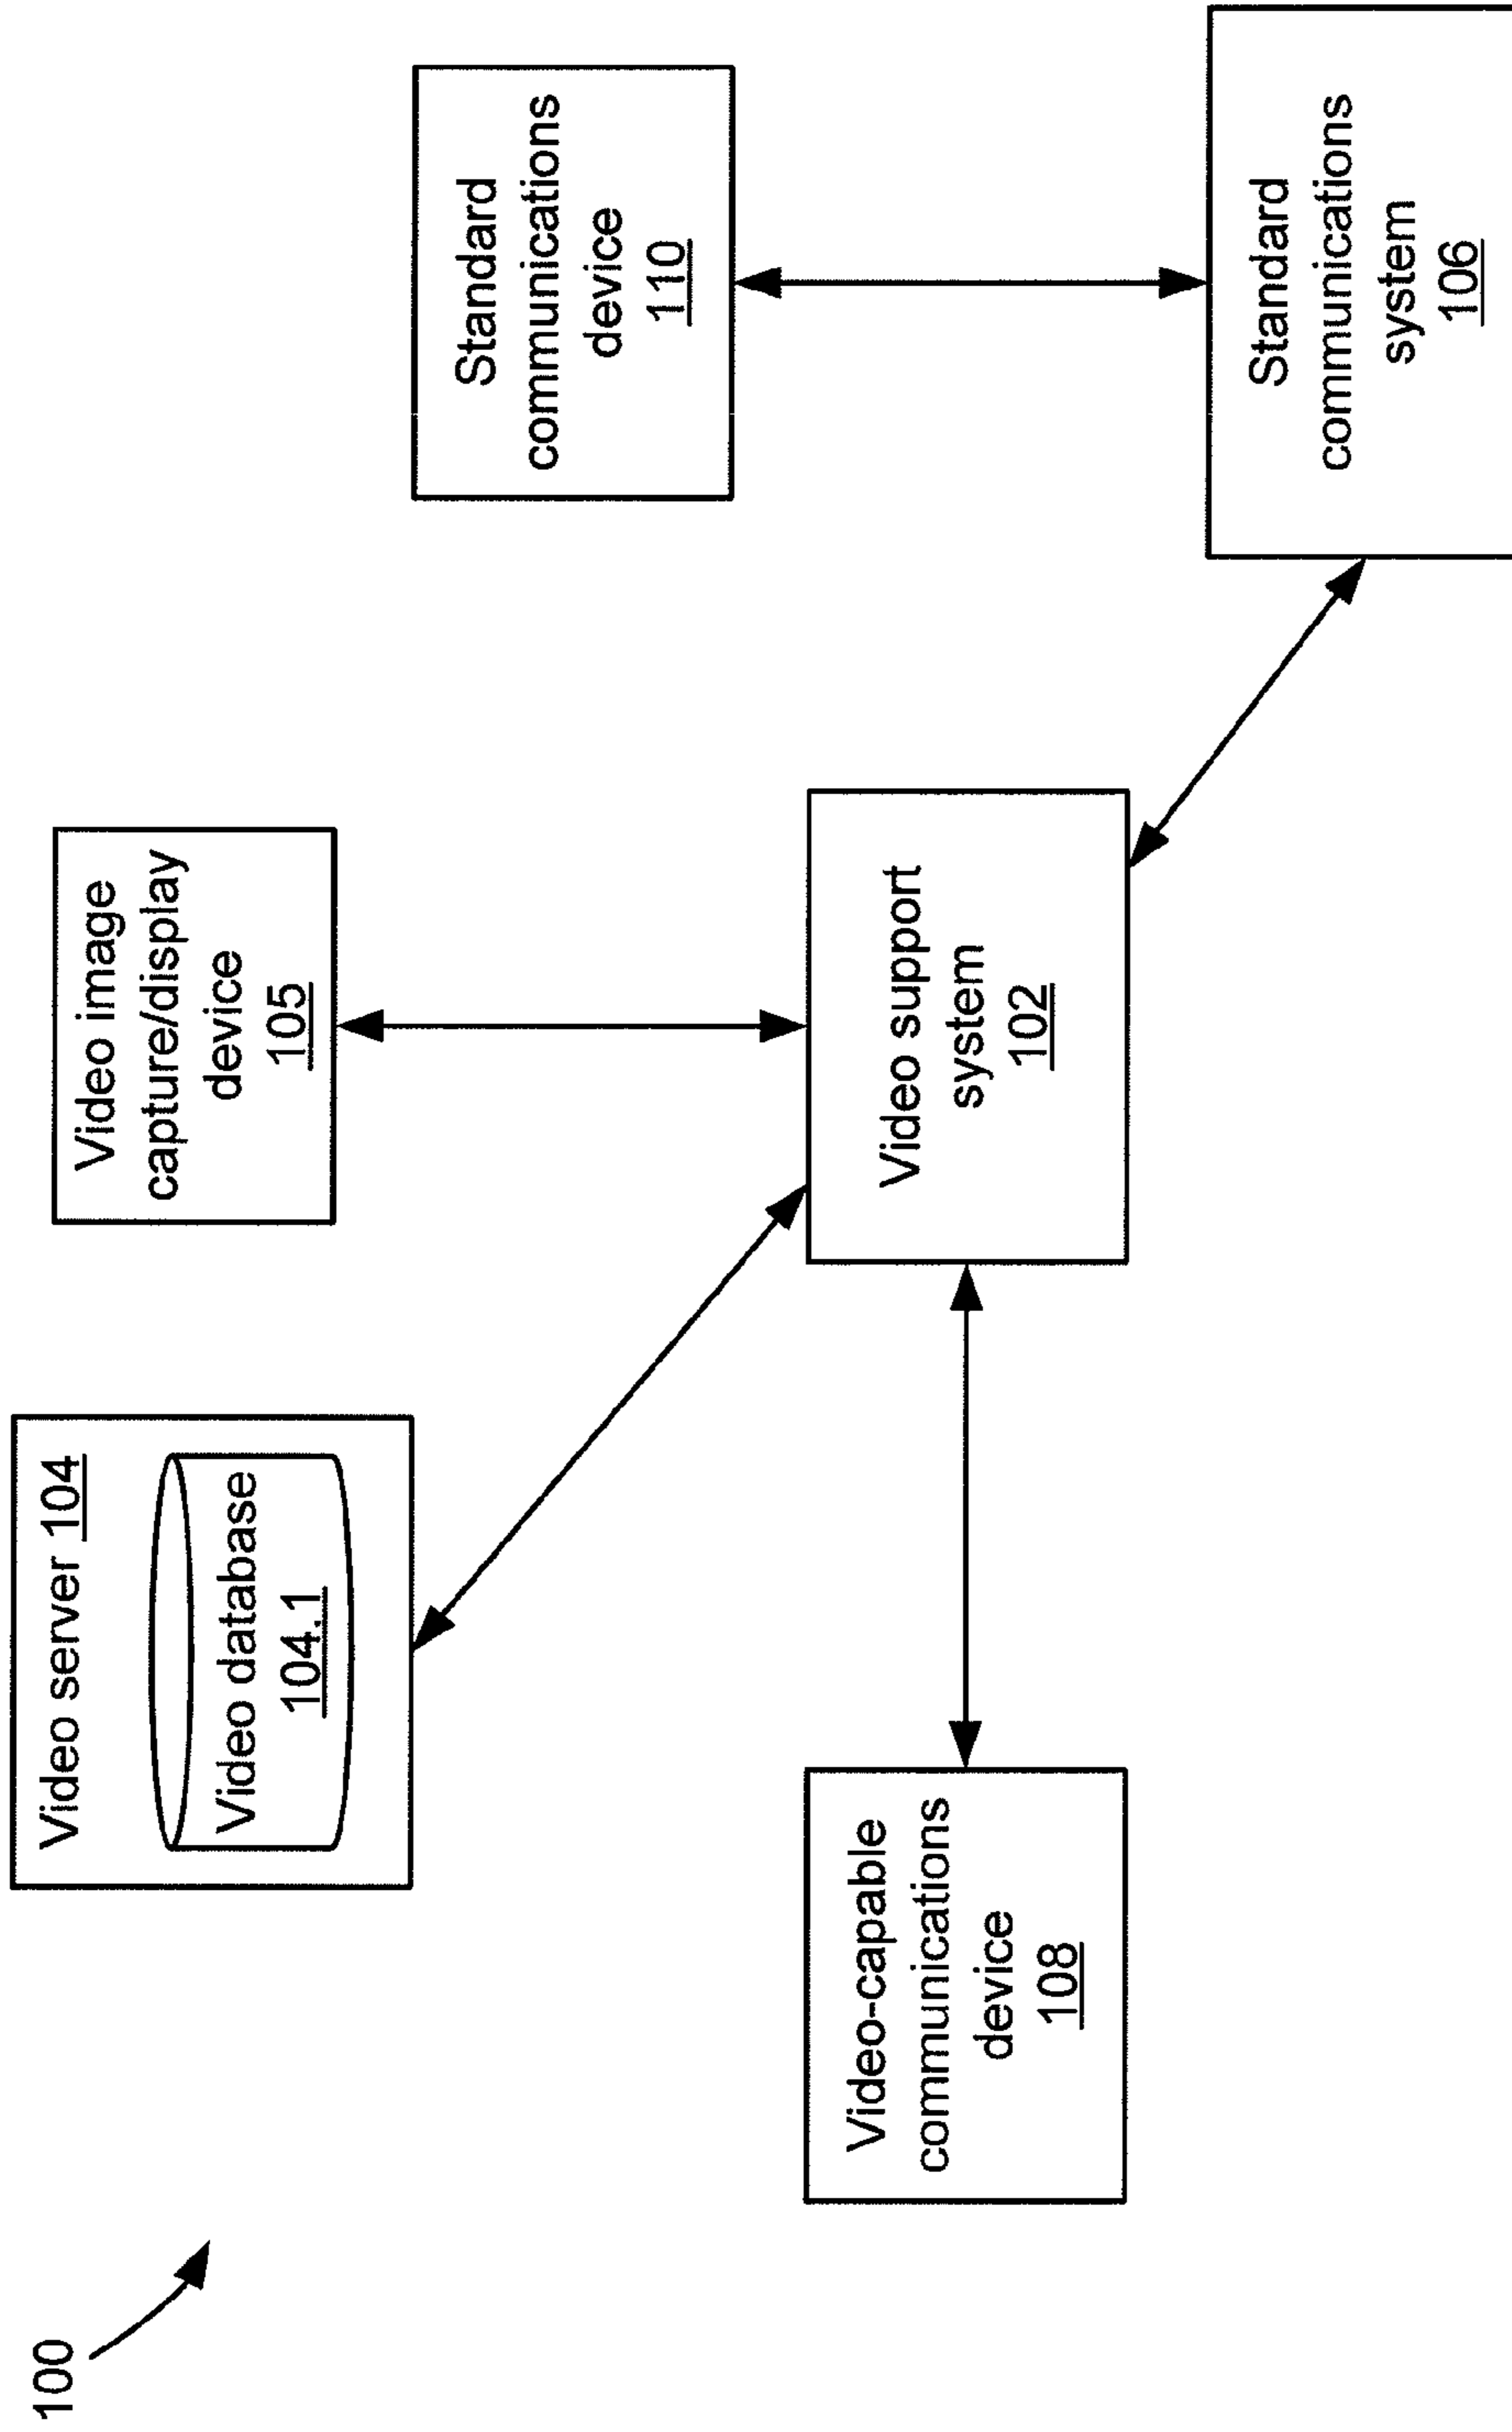 100
Video server 104
Video database
104.1
Video image
capture/display
device
105
Standard
communications
device
110
Video-capable
communications
device
108
Video support
system
102
Standard
communications
system
106